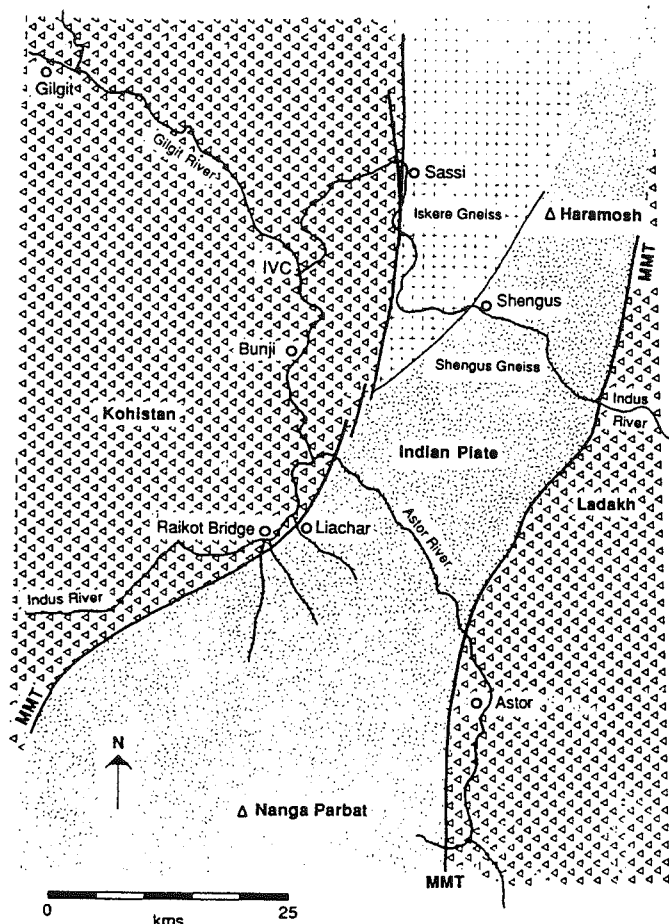 Gilgit
Gilgit River
Sassi
Iskere Gneiss
Δ Haramosh
MMT
IVC
Shengus
Bunji
Shengus Gneiss
Kohistan
Indus
River
Indian Plate
Ladakh
Raikot Bridge
Liachar
Astor River
Indus River
MMT
Astor
N
Δ Nanga Parbat
MMT
0 25
kms